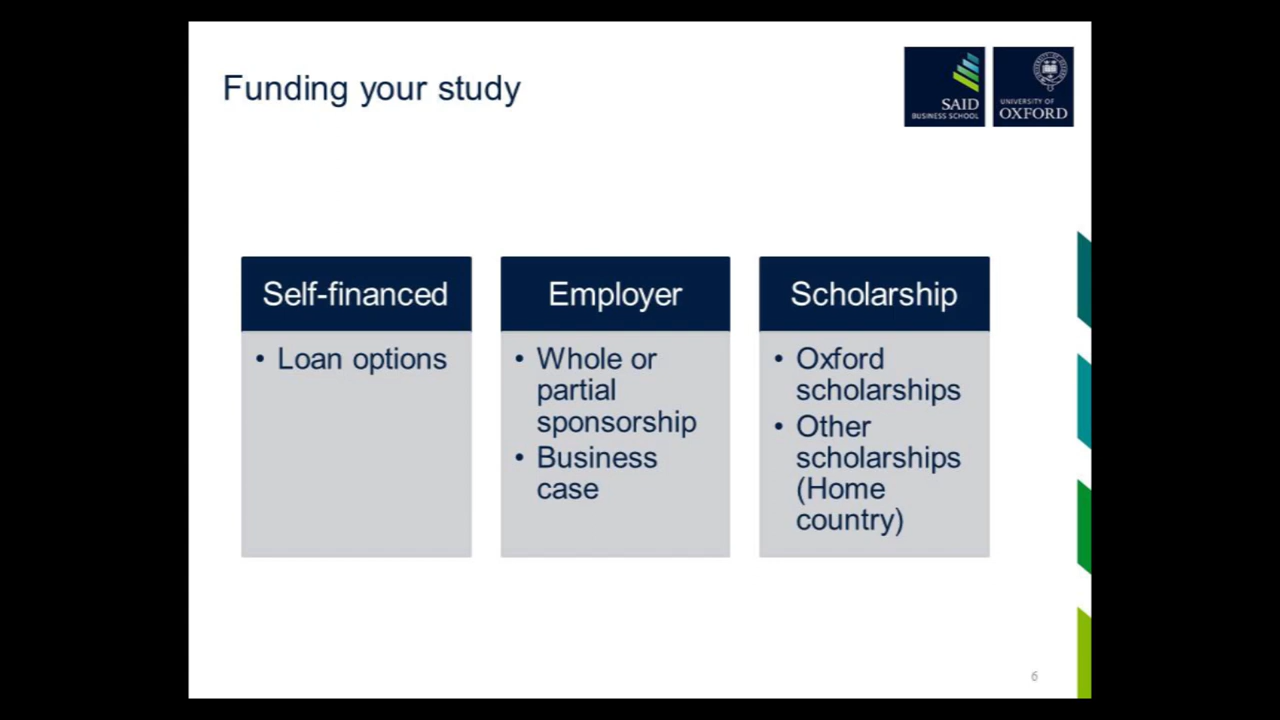 Funding your study
SAID
BUSINESS SCHOOL
UNIVERSITY OF
OXFORD
Self-financed
• Loan options
Employer
• Whole or
partial
sponsorship
• Business
case
Scholarship
• Oxford
scholarships
• Other
scholarships
(Home
country)
6